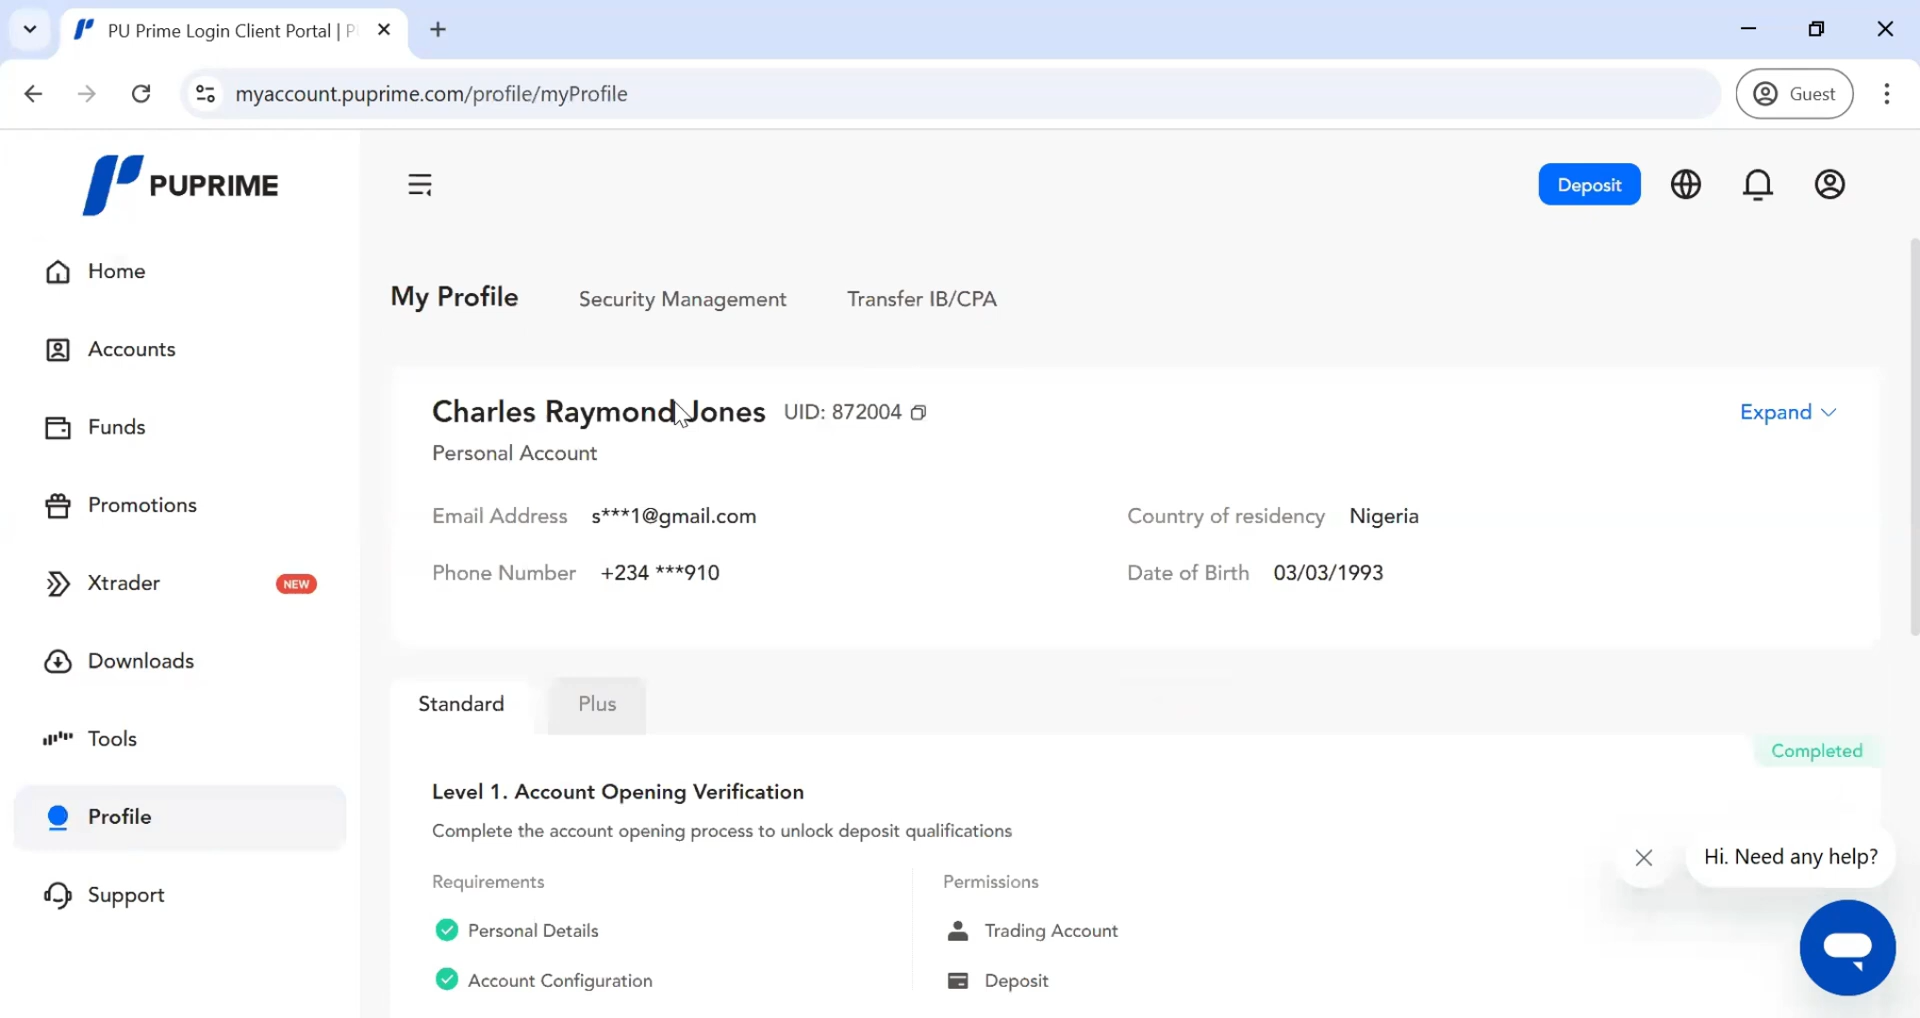 PU Prime Login Client Portal | P
myaccount.puprime.com/profile/myProfile
Guest
PUPRIME
Deposit
Home
Accounts
Funds
Promotions
Xtrader NEW
Downloads
Tools
Profile
Support
My Profile Security Management Transfer IB/CPA
Charles Raymond Jones UID: 872004
Expand
Personal Account
Email Address s***1@gmail.com
Country of residency Nigeria
Phone Number +234 ***910
Date of Birth 03/03/1993
Standard Plus
Completed
Level 1. Account Opening Verification
Complete the account opening process to unlock deposit qualifications
Requirements
Permissions
Personal Details
Trading Account
Account Configuration
Deposit
Hi. Need any help?